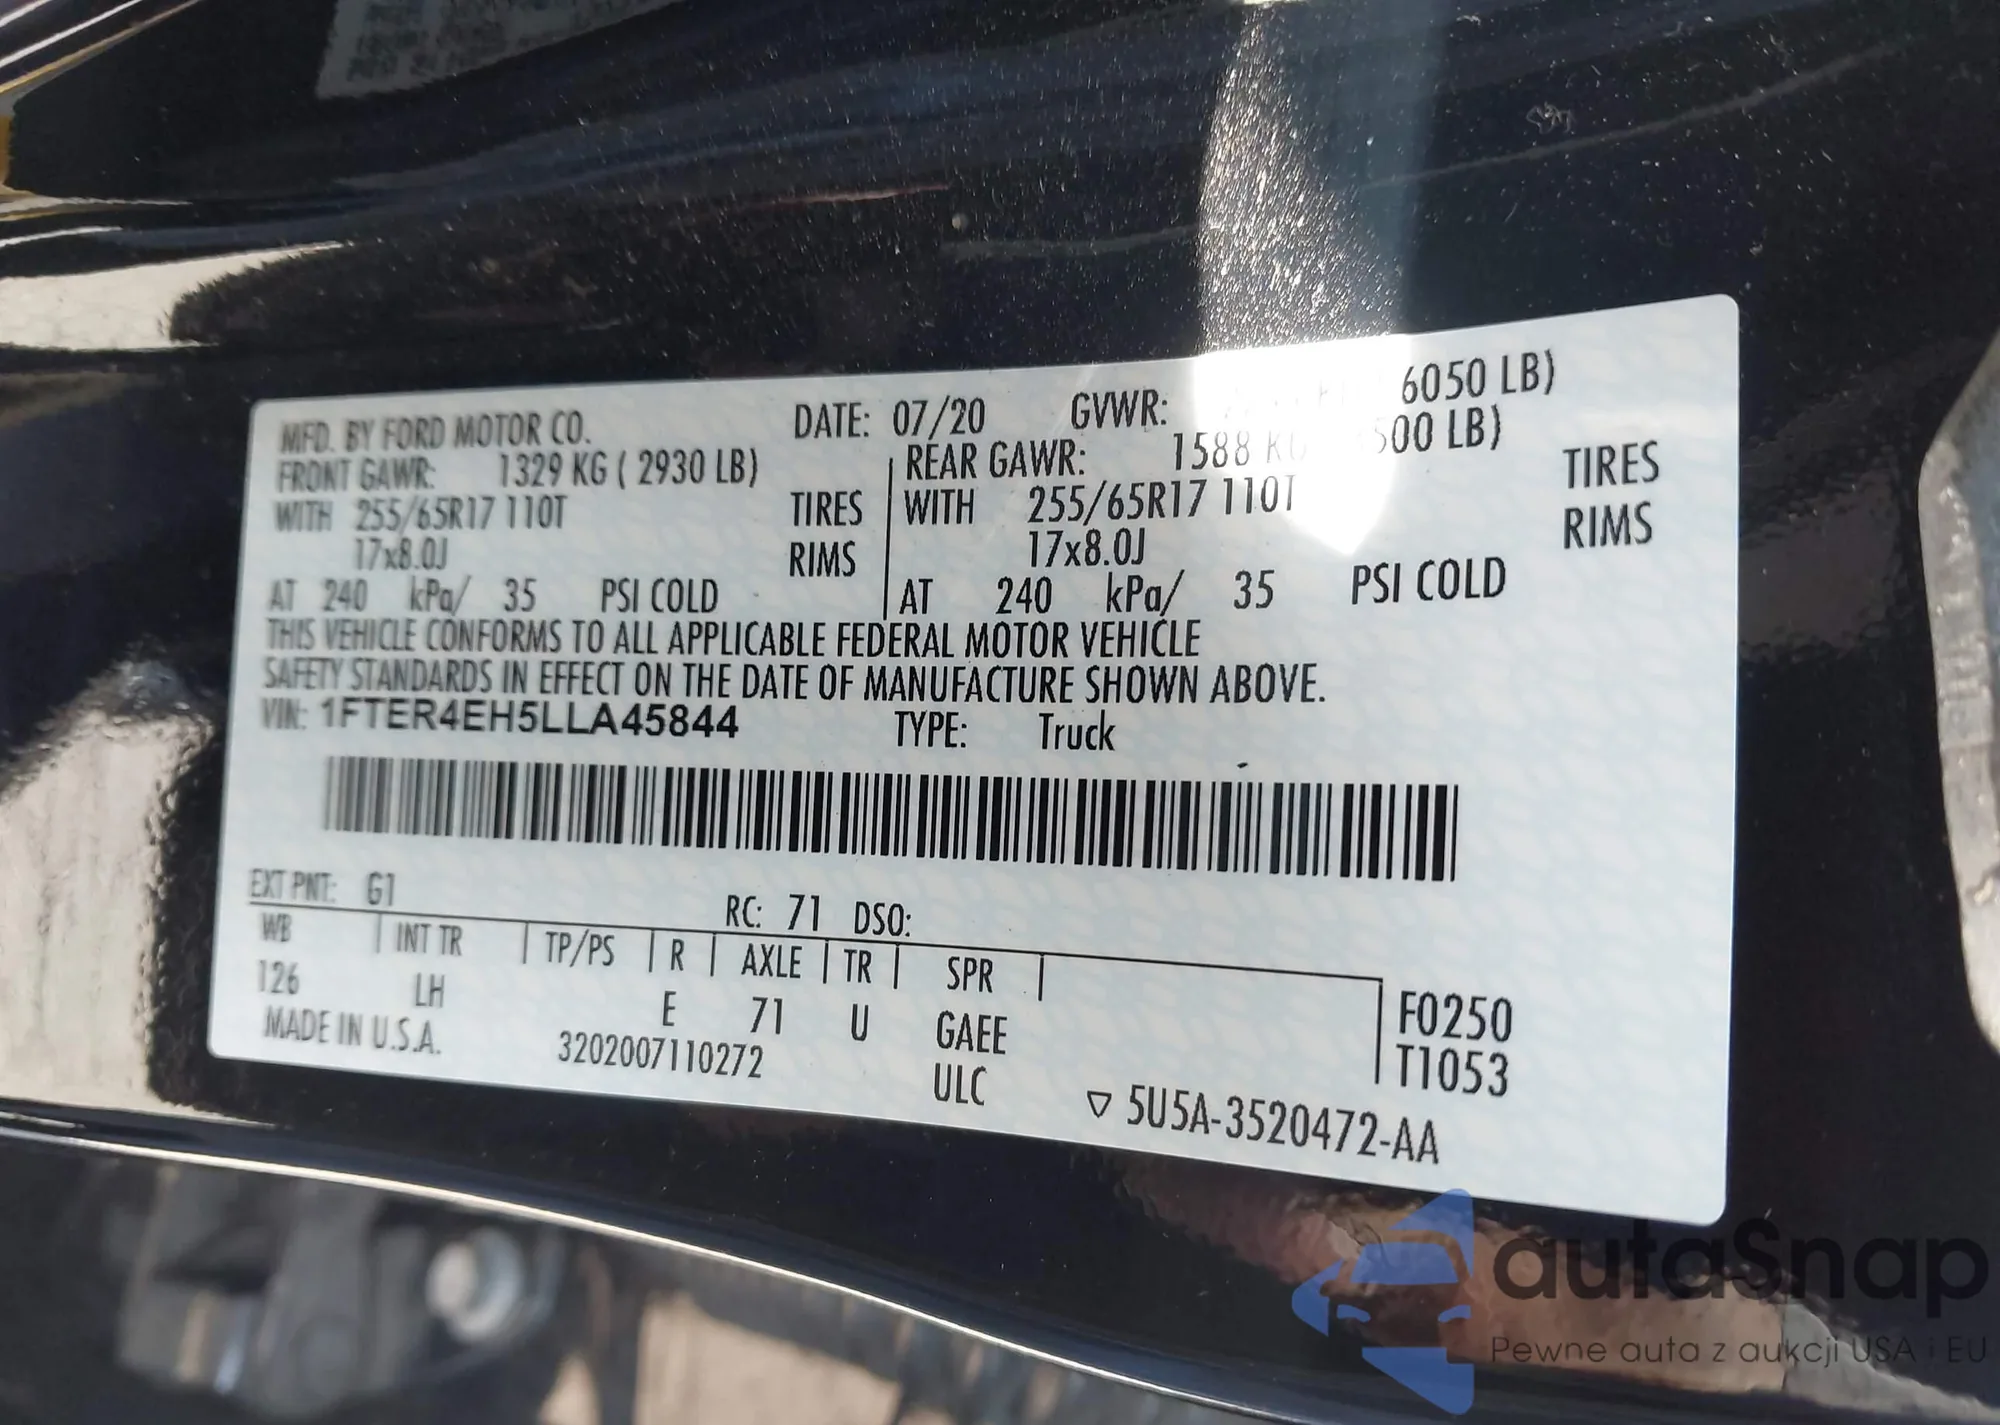 MFD. BY FORD MOTOR CO. DATE: 07/20 GVWR: 6050 LB)
FRONT GAWR: 1329 KG ( 2930 LB) REAR GAWR: 1588 500 LB)
WITH 255/65R17 110T TIRES WITH 255/65R17 110T TIRES
17x8.0J RIMS 17x8.0J RIMS
AT 240 kPa/ 35 PSI COLD AT 240 kPa/ 35 PSI COLD
THIS VEHICLE CONFORMS TO ALL APPLICABLE FEDERAL MOTOR VEHICLE
SAFETY STANDARDS IN EFFECT ON THE DATE OF MANUFACTURE SHOWN ABOVE.
VIN: 1FTER4EH5LLA45844 TYPE: Truck
EXT PNT: G1 RC: 71 DSO:
WB INT TR TP/PS R AXLE TR SPR
126 LH E 71 U GAEE F0250
MADE IN U.S.A. 3202007110272 ULC T1053
▽ 5U5A-3520472-AA
autaSnap
Pewne auta z aukcji USA i EU